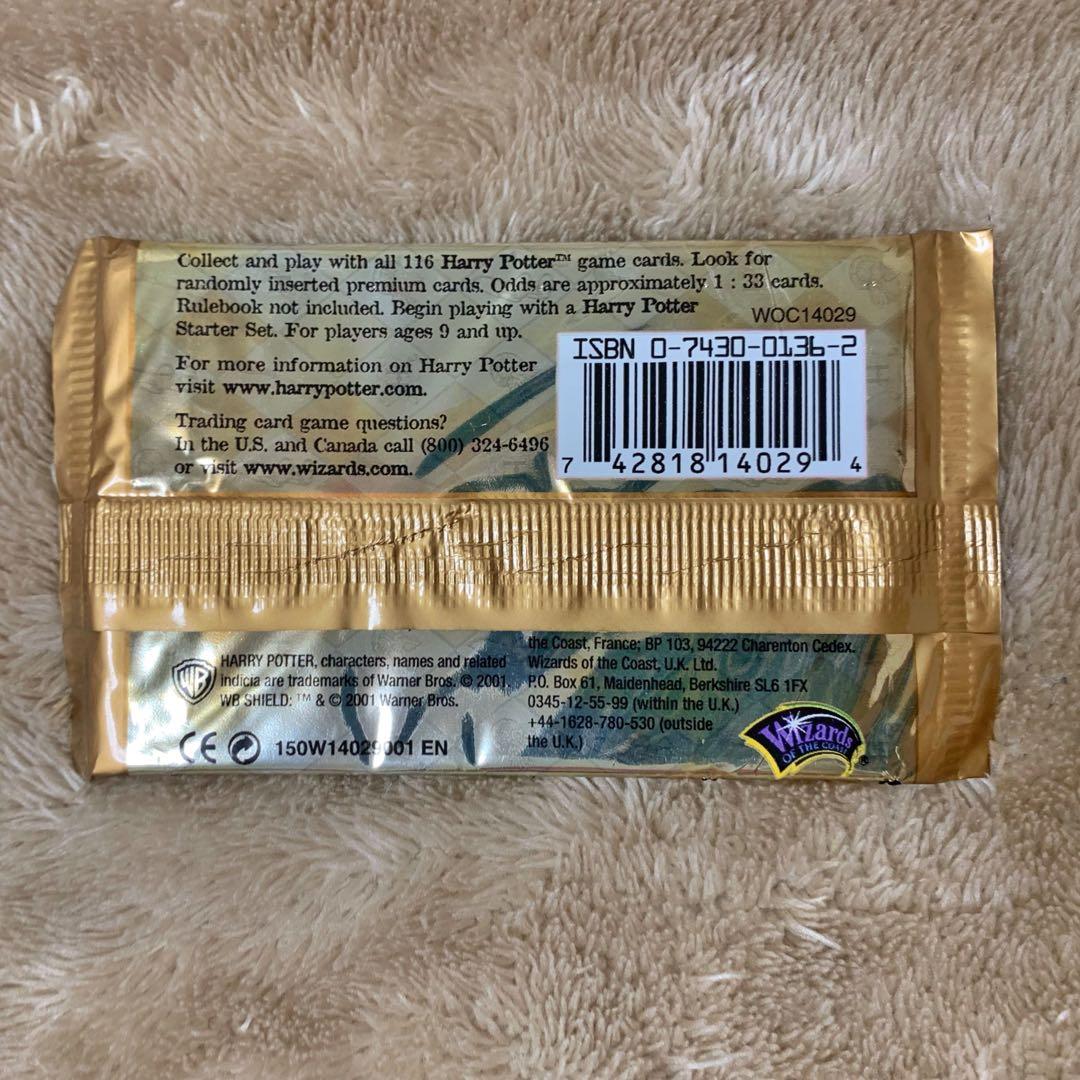 Collect and play with all 116 Harry Potter™ game cards. Look for
randomly inserted premium cards. Odds are approximately 1 : 33 cards.
Rulebook not included. Begin playing with a Harry Potter
Starter Set. For players ages 9 and up.
WOC14029
For more information on Harry Potter
visit www.harrypotter.com.
Trading card game questions?
In the U.S. and Canada call (800) 324-6496
or visit www.wizards.com.
ISBN 0-7430-0136-2
7 42818 14029 4
WB
HARRY POTTER, characters, names and related
indicia are trademarks of Warner Bros. © 2001.
WB SHIELD: ™ & © 2001 Warner Bros.
CE 150W14029001 EN
the Coast, France; BP 103, 94222 Charenton Cedex.
Wizards of the Coast, U.K. Ltd.
P.O. Box 61, Maidenhead, Berkshire SL6 1FX
0345-12-55-99 (within the U.K.)
+44-1628-780-530 (outside
the U.K.)
Wizards
OF THE COAST ®